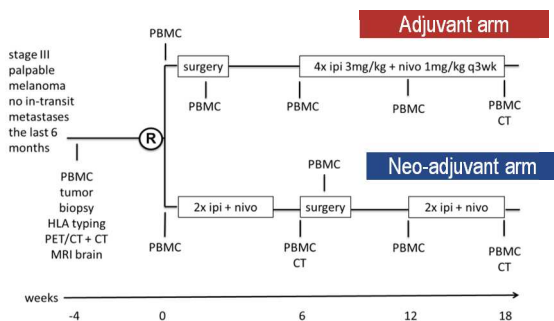 Adjuvant arm
PBMC
stage III
palpable
melanoma
no in-transit
metastases
the last 6
months
surgery
4x ipi 3mg/kg + nivo 1mg/kg q3wk
PBMC
PBMC
PBMC
PBMC
CT
R
Neo-adjuvant arm
PBMC
PBMC
tumor
biopsy
HLA typing
PET/CT + CT
MRI brain
2x ipi + nivo
surgery
2x ipi + nivo
PBMC
PBMC
CT
PBMC
PBMC
CT
weeks
-4
0
6
12
18